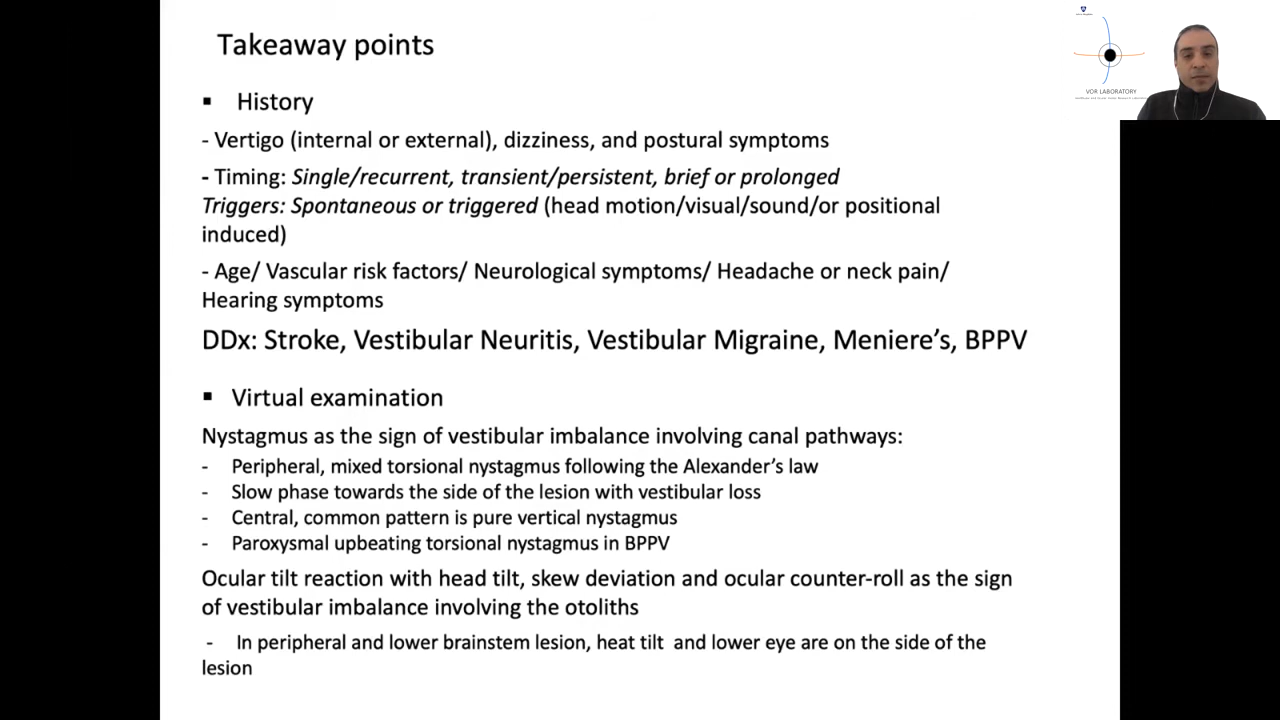 Takeaway points
▪ History
- Vertigo (internal or external), dizziness, and postural symptoms
- Timing: Single/recurrent, transient/persistent, brief or prolonged
Triggers: Spontaneous or triggered (head motion/visual/sound/or positional
induced)
- Age/ Vascular risk factors/ Neurological symptoms/ Headache or neck pain/
Hearing symptoms
DDx: Stroke, Vestibular Neuritis, Vestibular Migraine, Meniere’s, BPPV
▪ Virtual examination
Nystagmus as the sign of vestibular imbalance involving canal pathways:
- Peripheral, mixed torsional nystagmus following the Alexander’s law
- Slow phase towards the side of the lesion with vestibular loss
- Central, common pattern is pure vertical nystagmus
- Paroxysmal upbeating torsional nystagmus in BPPV
Ocular tilt reaction with head tilt, skew deviation and ocular counter-roll as the sign
of vestibular imbalance involving the otoliths
- In peripheral and lower brainstem lesion, heat tilt and lower eye are on the side of the
lesion
VOR LABORATORY